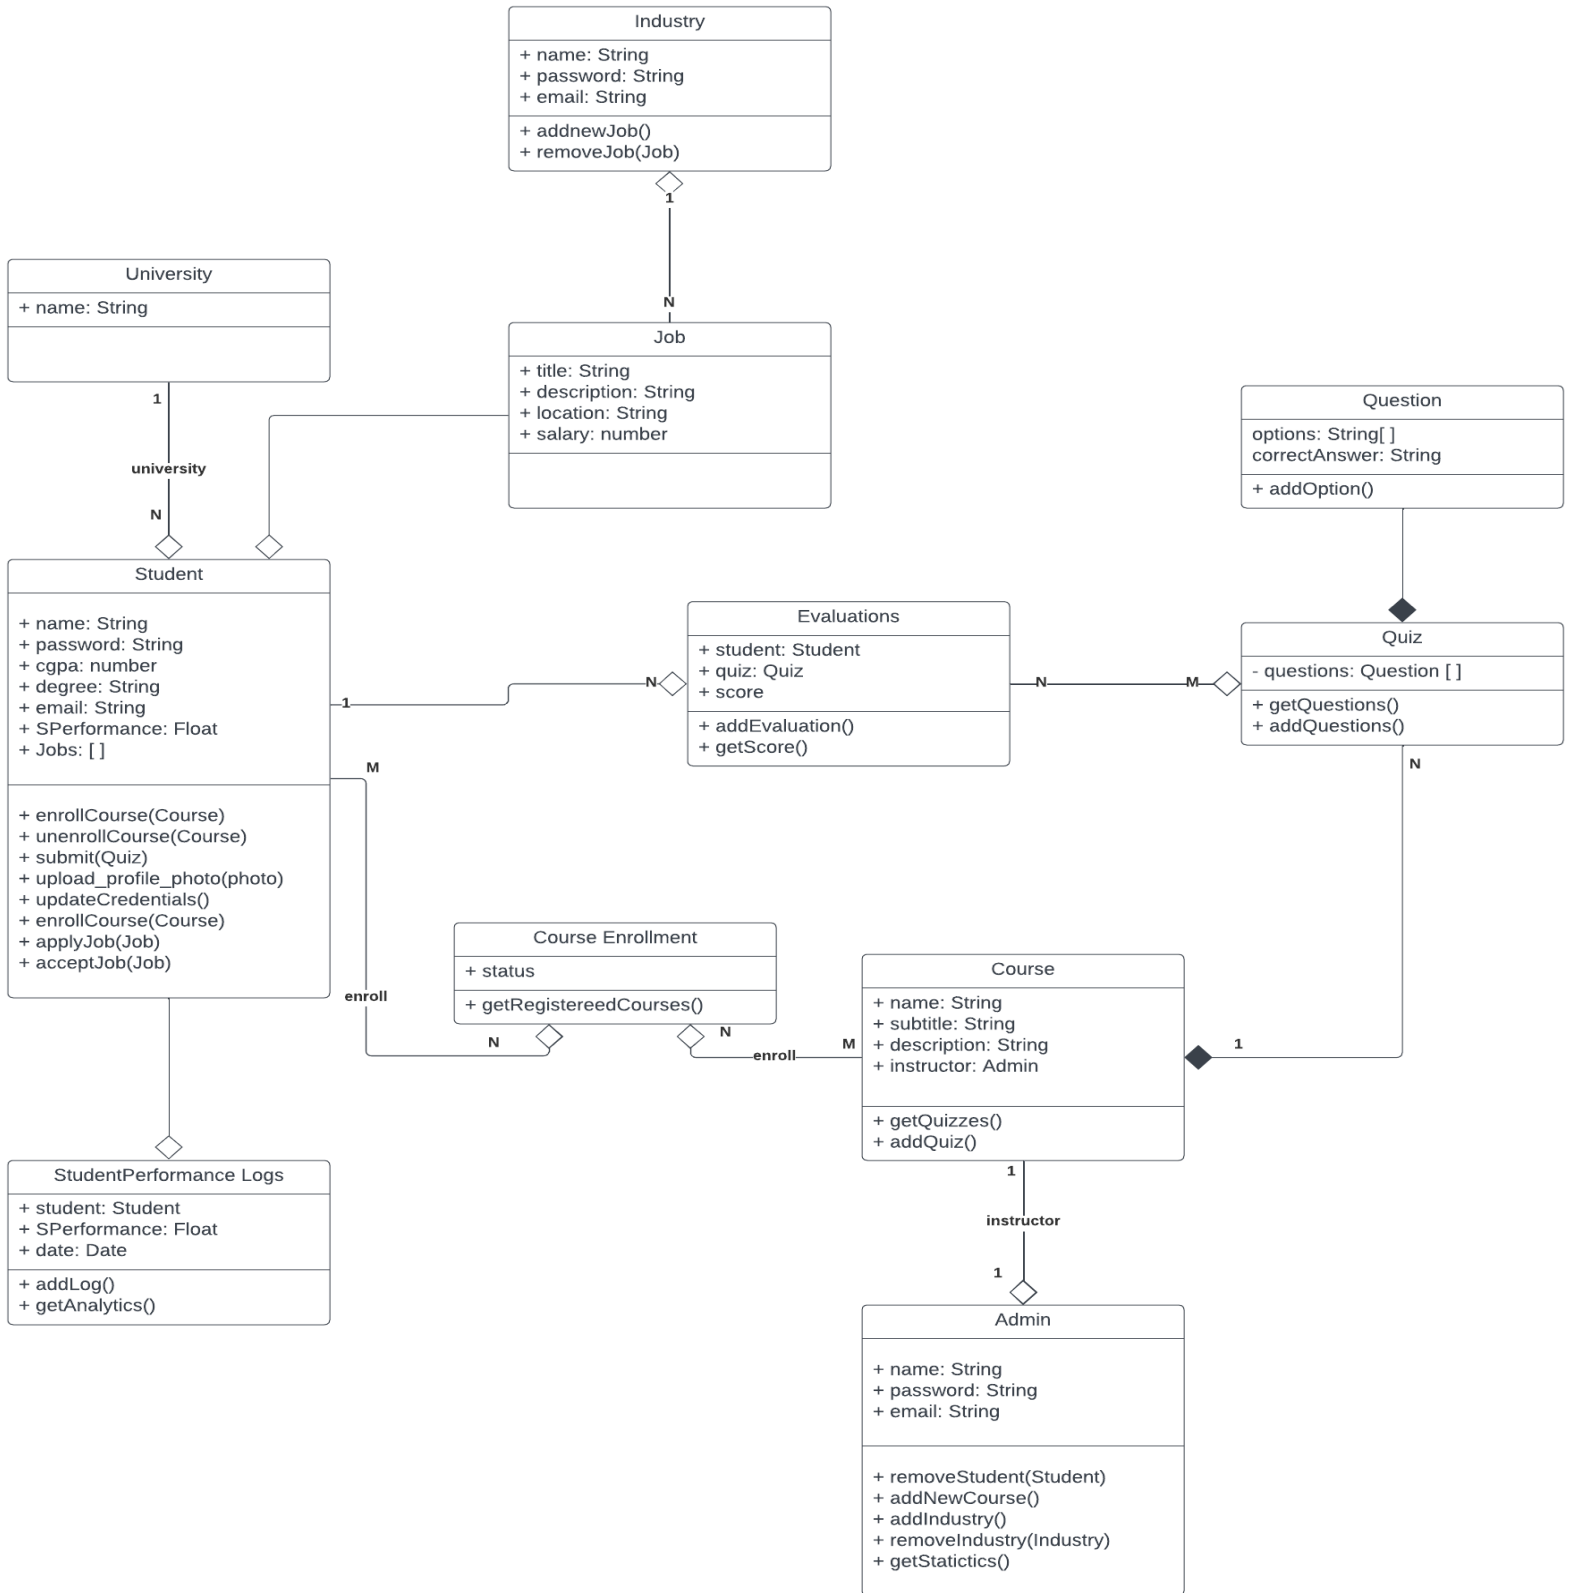 Industry
+ name: String
+ password: String
+ email: String
+ addnewJob()
+ removeJob(Job)
1
N
University
+ name: String
1
university
N
Job
+ title: String
+ description: String
+ location: String
+ salary: number
Question
options: String[ ]
correctAnswer: String
+ addOption()
Student
+ name: String
+ password: String
+ cgpa: number
+ degree: String
+ email: String
+ SPerformance: Float
+ Jobs: [ ]
+ enrollCourse(Course)
+ unenrollCourse(Course)
+ submit(Quiz)
+ upload_profile_photo(photo)
+ updateCredentials()
+ enrollCourse(Course)
+ applyJob(Job)
+ acceptJob(Job)
1
N
Evaluations
+ student: Student
+ quiz: Quiz
+ score
+ addEvaluation()
+ getScore()
N
M
Quiz
- questions: Question [ ]
+ getQuestions()
+ addQuestions()
N
M
enroll
N
Course Enrollment
+ status
+ getRegistereedCourses()
N
enroll
M
Course
+ name: String
+ subtitle: String
+ description: String
+ instructor: Admin
+ getQuizzes()
+ addQuiz()
1
1
instructor
1
StudentPerformance Logs
+ student: Student
+ SPerformance: Float
+ date: Date
+ addLog()
+ getAnalytics()
Admin
+ name: String
+ password: String
+ email: String
+ removeStudent(Student)
+ addNewCourse()
+ addIndustry()
+ removeIndustry(Industry)
+ getStatictics()